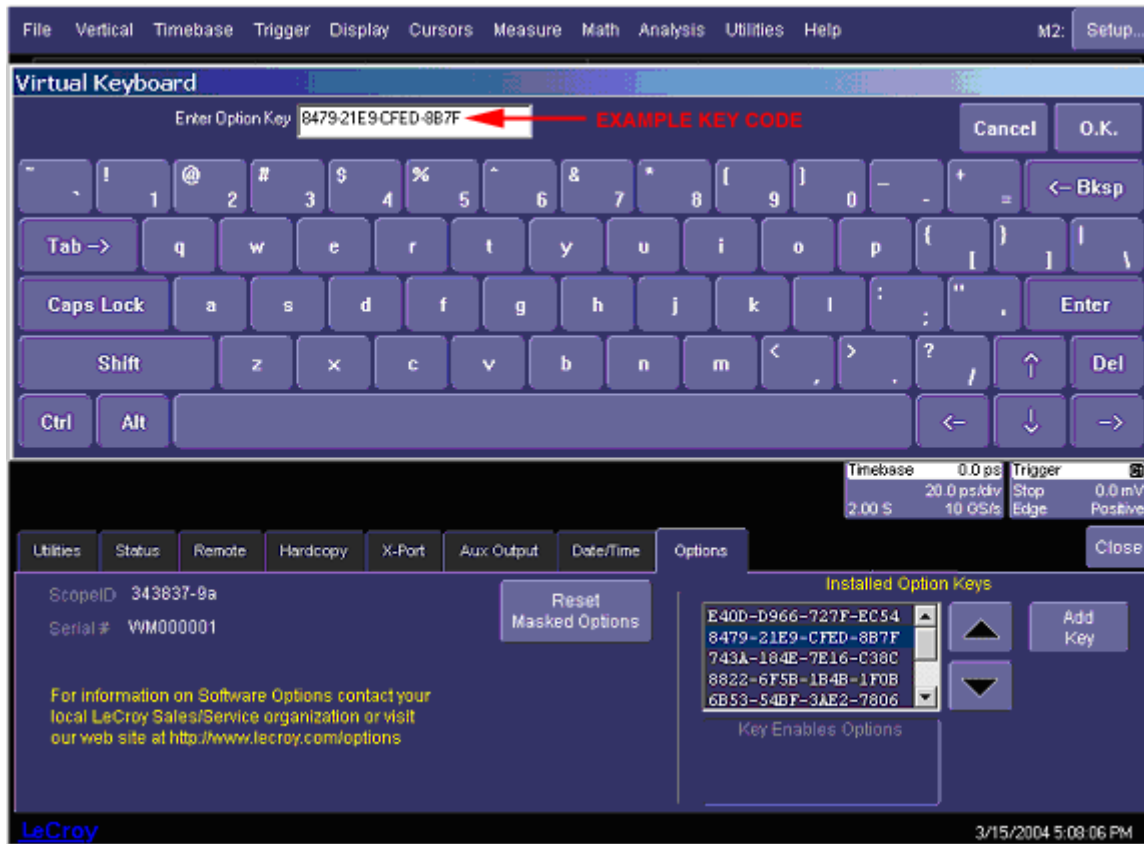 File Vertical Timebase Trigger Display Cursors Measure Math Analysis Utilities Help M2: Setup...
Virtual Keyboard
Enter Option Key 8479-21E9-CFED-8B7F EXAMPLE KEY CODE Cancel O.K.
~ ` ! 1 @ 2 # 3 $ 4 % 5 ^ 6 & 7 * 8 ( 9 ) 0 _ - + = <- Bksp
Tab -> q w e r t y u i o p { [ } ] | \
Caps Lock a s d f g h j k l : ; " ' Enter
Shift z x c v b n m < , > . ? / ↑ Del
Ctrl Alt <- ↓ ->
Timebase 0.0 ps Trigger
20.0 ps/div Stop 0.0 mV
2.00 S 10 GS/s Edge Positive
Utilities Status Remote Hardcopy X-Port Aux Output Date/Time Options Close
ScopeID 343837-9a
Serial # WM000001
Reset
Masked Options
For information on Software Options contact your
local LeCroy Sales/Service organization or visit
our web site at http://www.lecroy.com/options
Installed Option Keys
E40D-D966-727F-EC54
8479-21E9-CFED-8B7F
743A-184E-7E16-C38C
8822-6F5B-1B4B-1F0B
6B53-54BF-3AE2-7806
Add
Key
Key Enables Options
LeCroy 3/15/2004 5:08:06 PM